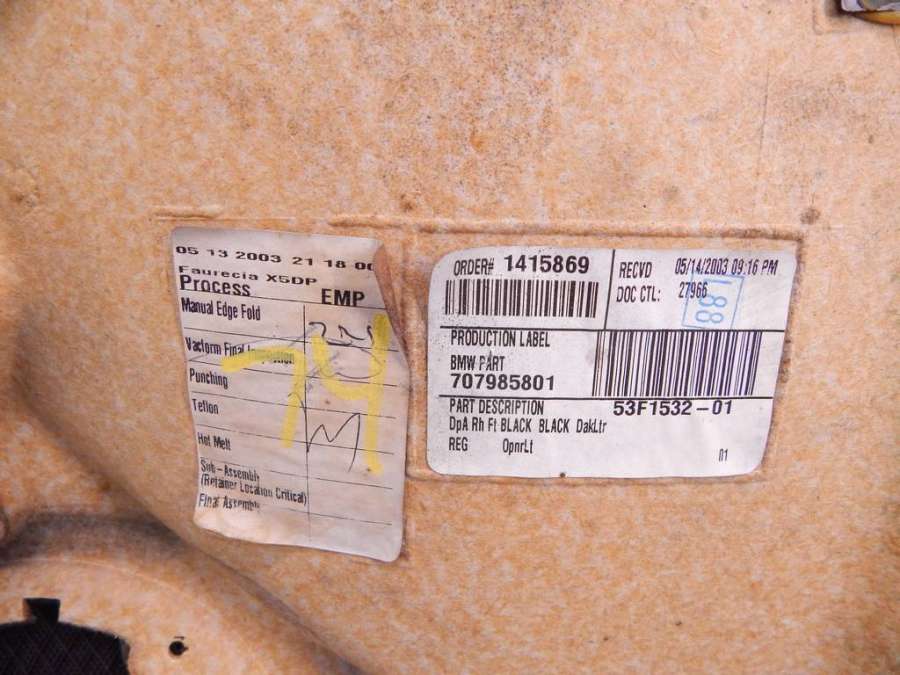 05 13 2003 21 18 00
Faurecia X5DP
Process EMP
Manual Edge Fold
Vacform Final
Punching
Teflon
Hot Melt
Sub-Assembly
(Retainer Location Critical)
Final Assembly
74
ORDER# 1415869
RECVD 05/14/2003 09:16 PM
DOC CTL: 27966
L88
PRODUCTION LABEL
BMW PART
707985801
PART DESCRIPTION 53F1532-01
DpA Rh Ft BLACK BLACK DakLtr
REG OpnrLt
01